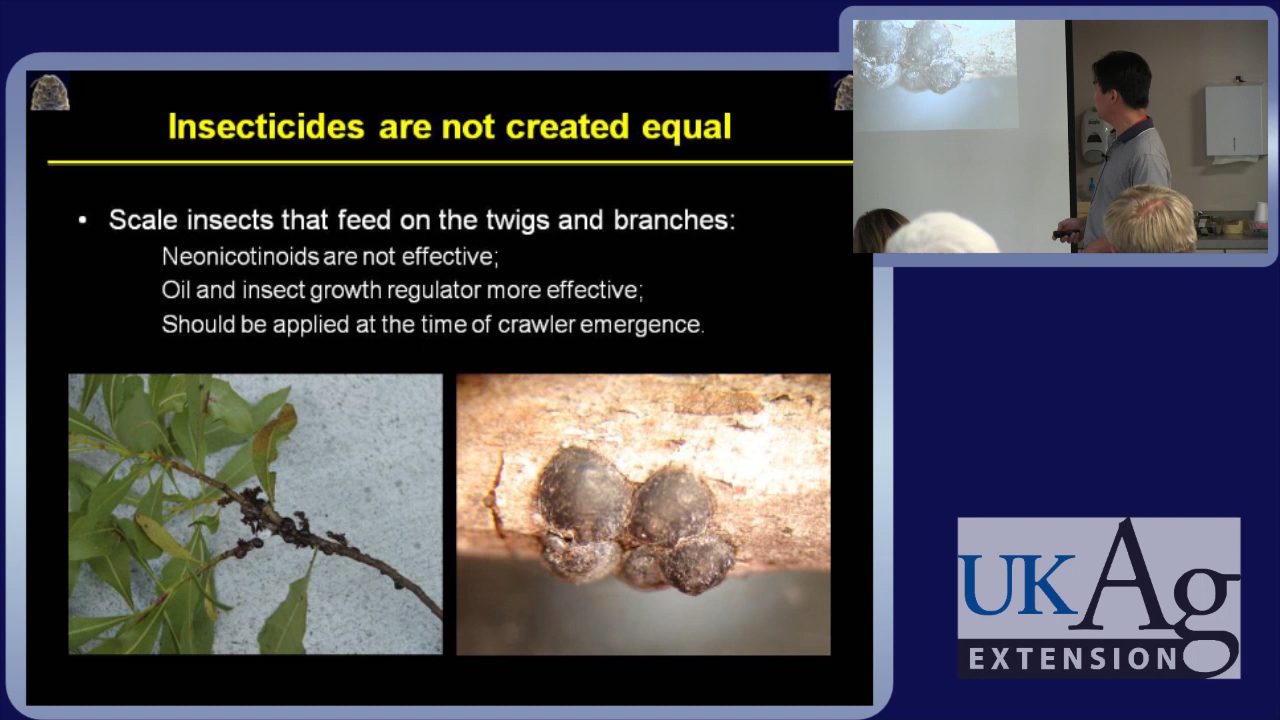 Insecticides are not created equal
• Scale insects that feed on the twigs and branches:
Neonicotinoids are not effective;
Oil and insect growth regulator more effective;
Should be applied at the time of crawler emergence.
UKAg
EXTENSION